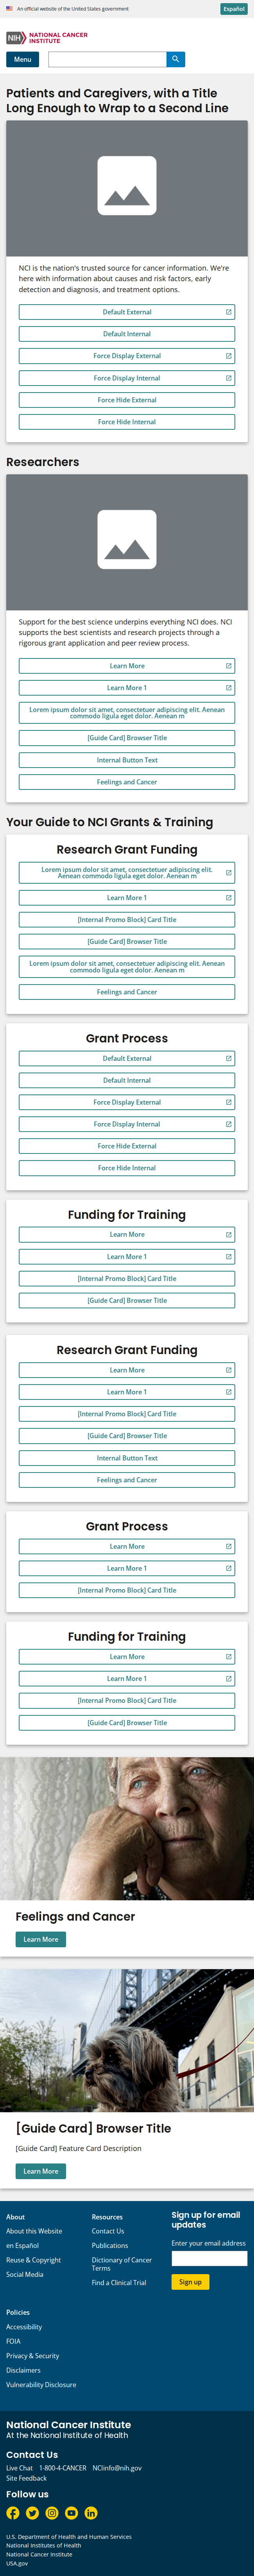 An official website of the United States government
Español
NIH NATIONAL CANCER
INSTITUTE
Menu
Patients and Caregivers, with a Title
Long Enough to Wrap to a Second Line
NCI is the nation's trusted source for cancer information. We're
here with information about causes and risk factors, early
detection and diagnosis, and treatment options.
Default External
Default Internal
Force Display External
Force Display Internal
Force Hide External
Force Hide Internal
Researchers
Support for the best science underpins everything NCI does. NCI
supports the best scientists and research projects through a
rigorous grant application and peer review process.
Learn More
Learn More 1
Lorem ipsum dolor sit amet, consectetuer adipiscing elit. Aenean
commodo ligula eget dolor. Aenean m
[Guide Card] Browser Title
Internal Button Text
Feelings and Cancer
Your Guide to NCI Grants & Training
Research Grant Funding
Lorem ipsum dolor sit amet, consectetuer adipiscing elit.
Aenean commodo ligula eget dolor. Aenean m
Learn More 1
[Internal Promo Block] Card Title
[Guide Card] Browser Title
Lorem ipsum dolor sit amet, consectetuer adipiscing elit. Aenean
commodo ligula eget dolor. Aenean m
Feelings and Cancer
Grant Process
Default External
Default Internal
Force Display External
Force Display Internal
Force Hide External
Force Hide Internal
Funding for Training
Learn More
Learn More 1
[Internal Promo Block] Card Title
[Guide Card] Browser Title
Research Grant Funding
Learn More
Learn More 1
[Internal Promo Block] Card Title
[Guide Card] Browser Title
Internal Button Text
Feelings and Cancer
Grant Process
Learn More
Learn More 1
[Internal Promo Block] Card Title
Funding for Training
Learn More
Learn More 1
[Internal Promo Block] Card Title
[Guide Card] Browser Title
Feelings and Cancer
Learn More
[Guide Card] Browser Title
[Guide Card] Feature Card Description
Learn More
About
About this Website
en Español
Reuse & Copyright
Social Media
Resources
Contact Us
Publications
Dictionary of Cancer
Terms
Find a Clinical Trial
Sign up for email
updates
Enter your email address
Sign up
Policies
Accessibility
FOIA
Privacy & Security
Disclaimers
Vulnerability Disclosure
National Cancer Institute
At the National Institute of Health
Contact Us
Live Chat 1-800-4-CANCER NCIinfo@nih.gov
Site Feedback
Follow us
U.S. Department of Health and Human Services
National Institutes of Health
National Cancer Institute
USA.gov